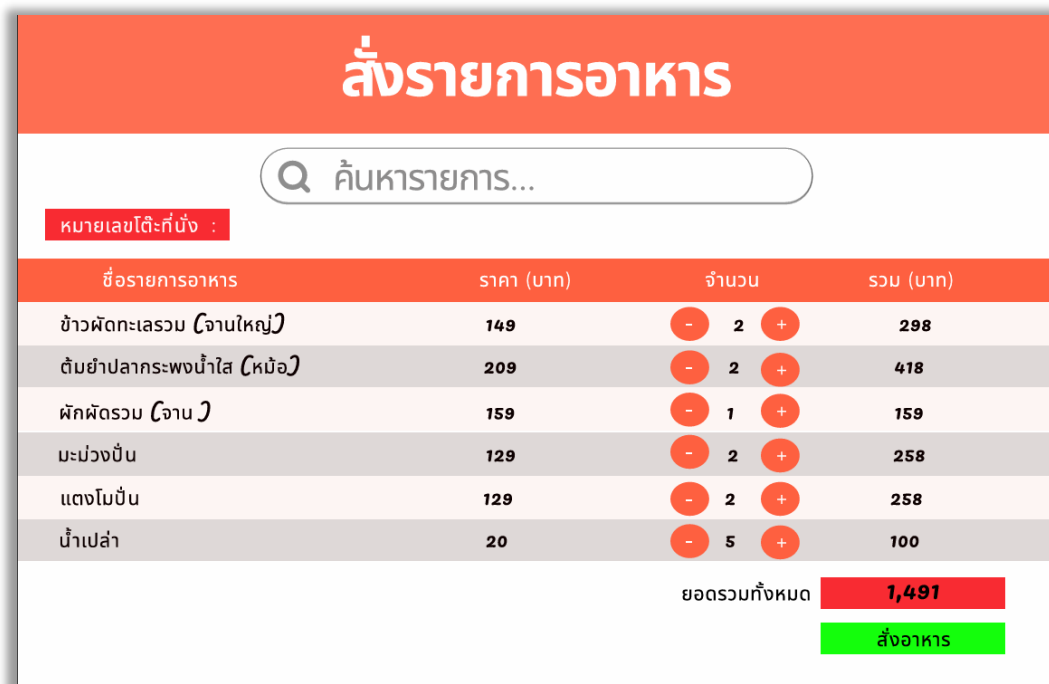 สั่งรายการอาหาร
ค้นหารายการ...
หมายเลขโต๊ะที่นั่ง :
ชื่อรายการอาหาร ราคา (บาท) จำนวน รวม (บาท)
ข้าวผัดทะเลรวม (จานใหญ่) 149 - 2 + 298
ต้มยำปลากระพงน้ำใส (หม้อ) 209 - 2 + 418
ผักผัดรวม (จาน ) 159 - 1 + 159
มะม่วงปั่น 129 - 2 + 258
แตงโมปั่น 129 - 2 + 258
น้ำเปล่า 20 - 5 + 100
ยอดรวมทั้งหมด 1,491
สั่งอาหาร